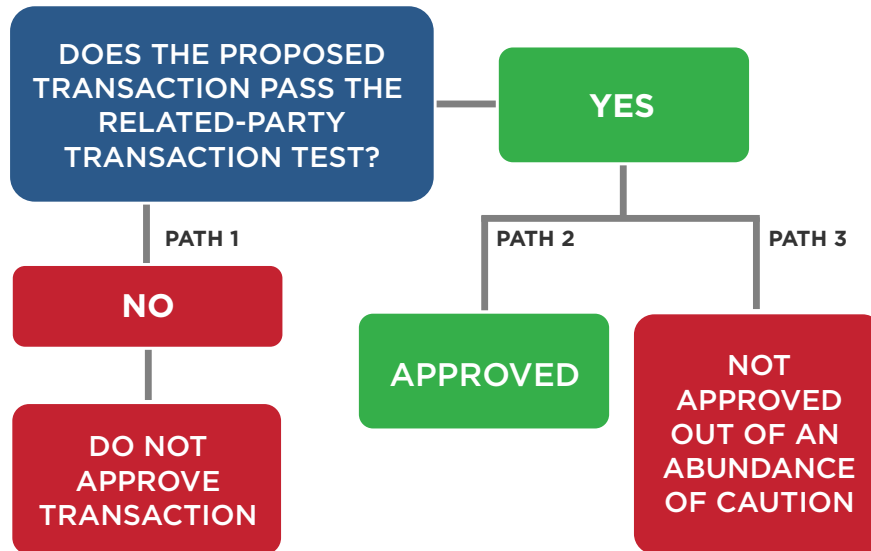 DOES THE PROPOSED
TRANSACTION PASS THE
RELATED-PARTY
TRANSACTION TEST?
YES
PATH 1
PATH 2
PATH 3
NO
APPROVED
NOT
APPROVED
OUT OF AN
ABUNDANCE
OF CAUTION
DO NOT
APPROVE
TRANSACTION